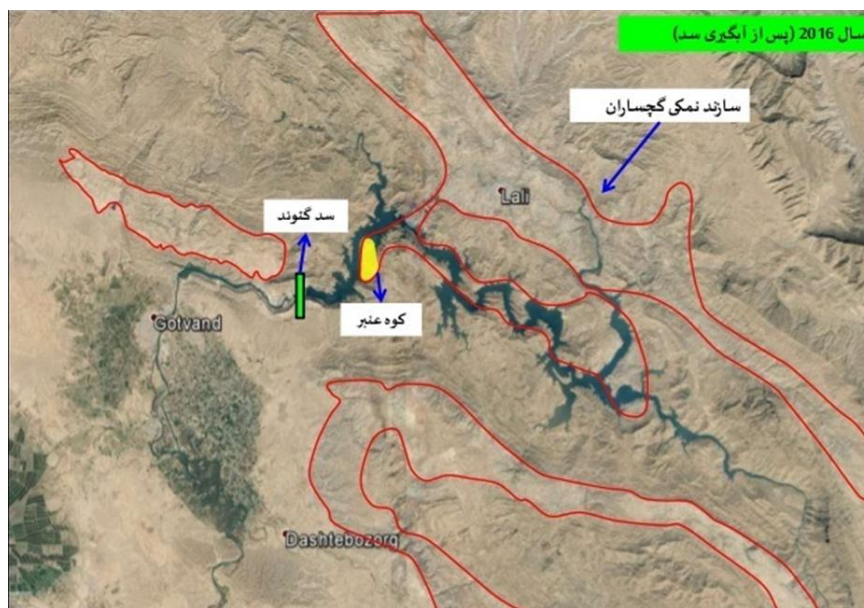 سال 2016 (پس از آبگیری سد)
سازند نمکی گچساران
Lali
سد گتوند
کوه عنبر
Gotvand
Dashtebozorg